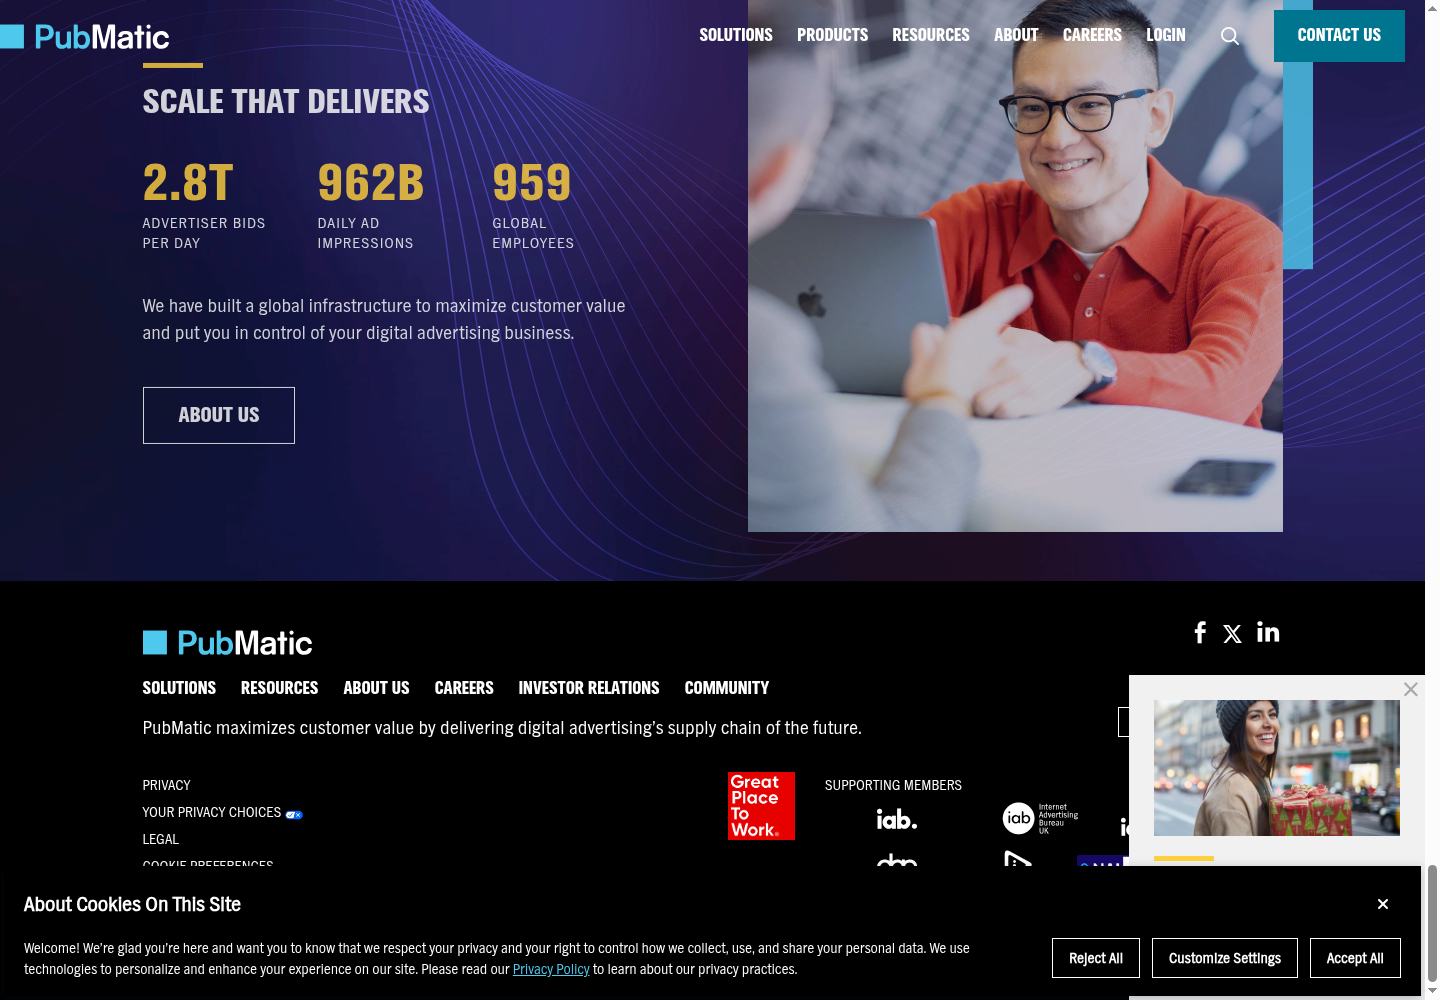 PubMatic
SOLUTIONS PRODUCTS RESOURCES ABOUT CAREERS LOGIN
CONTACT US
SCALE THAT DELIVERS
2.8T 962B 959
ADVERTISER BIDS PER DAY
DAILY AD IMPRESSIONS
GLOBAL EMPLOYEES
We have built a global infrastructure to maximize customer value
and put you in control of your digital advertising business.
ABOUT US
PubMatic
SOLUTIONS RESOURCES ABOUT US CAREERS INVESTOR RELATIONS COMMUNITY
PubMatic maximizes customer value by delivering digital advertising's supply chain of the future.
PRIVACY
YOUR PRIVACY CHOICES
LEGAL
COOKIE PREFERENCES
Great
Place
To
Work.
SUPPORTING MEMBERS
iab.
iab
Internet
Advertising
Bureau
UK
About Cookies On This Site
Welcome! We're glad you're here and want you to know that we respect your privacy and your right to control how we collect, use, and share your personal data. We use
technologies to personalize and enhance your experience on our site. Please read our Privacy Policy to learn about our privacy practices.
Reject All
Customize Settings
Accept All